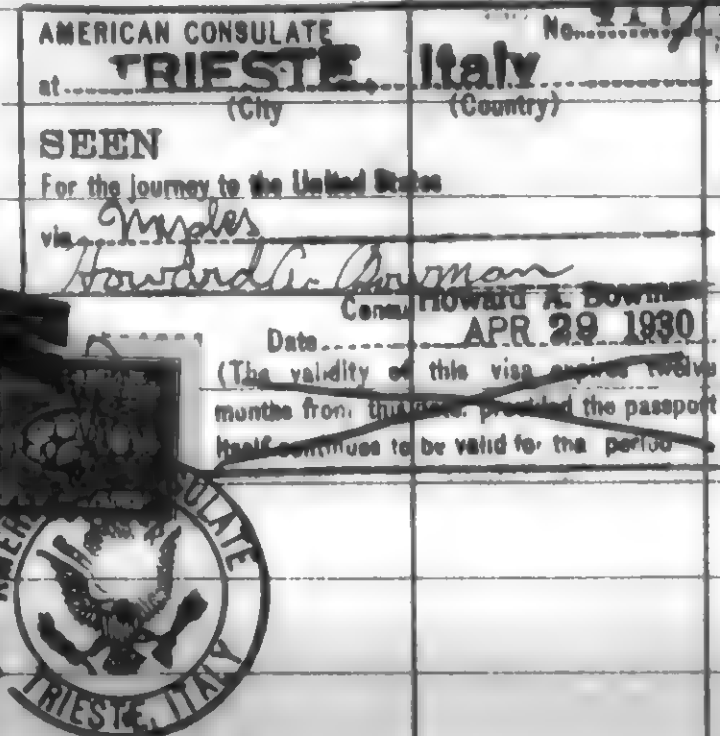 AMERICAN CONSULATE No.
at TRIESTE Italy
(City (Country)
SEEN
For the journey to the United States
via Naples
Howard A. Bowman
Howard A. Bowman
Date APR 29 1930
(The validity of this visa expires twelve
months from this date. provided the passport
itself continues to be valid for the period
AMERICAN CONSULATE
TRIESTE, ITALY